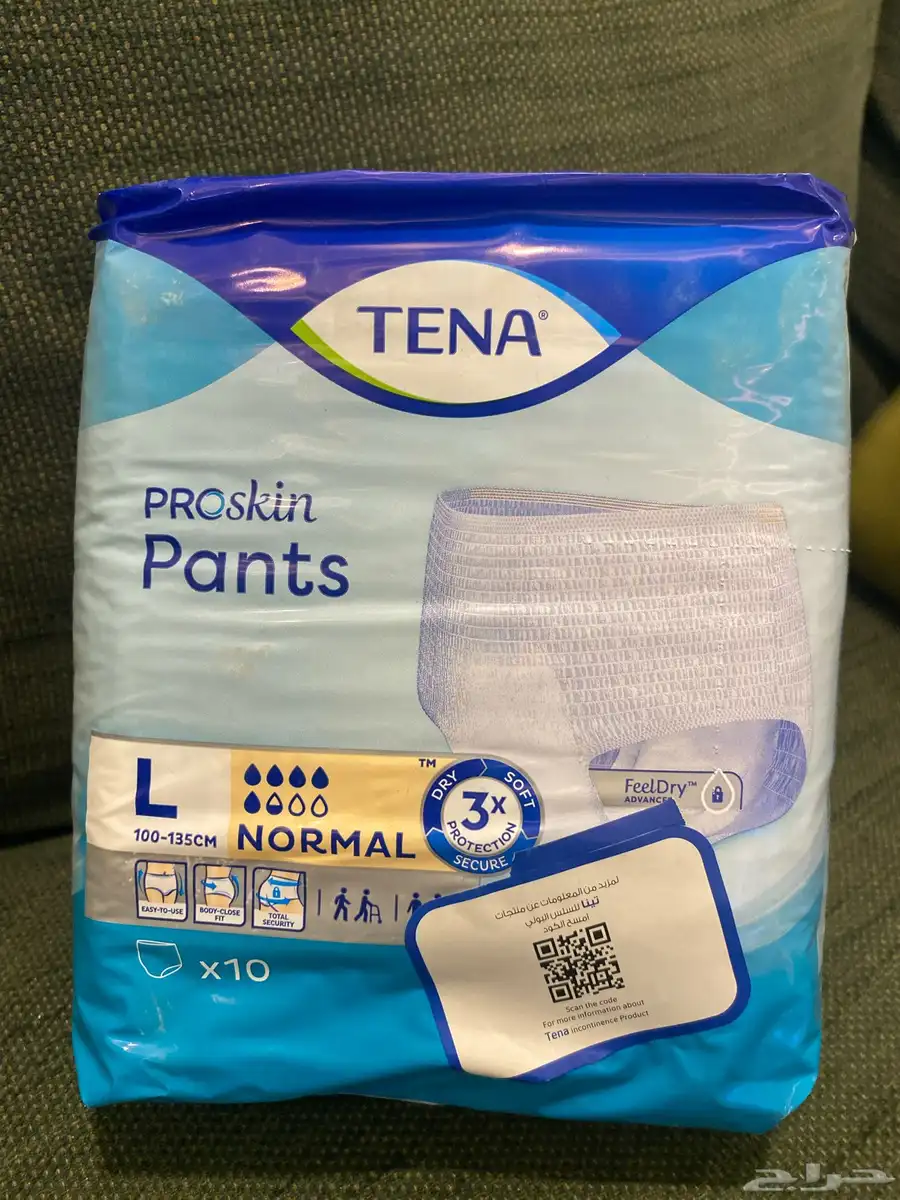 TENA®
PROskin
Pants
L
100-135CM
NORMAL
™
DRY
SOFT
3x
PROTECTION
SECURE
FeelDry™
ADVANCE
EASY-TO-USE
BODY-CLOSE
FIT
TOTAL
SECURITY
x10
لمزيد من المعلومات عن منتجات
تينا للسلس البولي
امسح الكود
Scan the code
For more information about
Tena incontinence Product
حراج